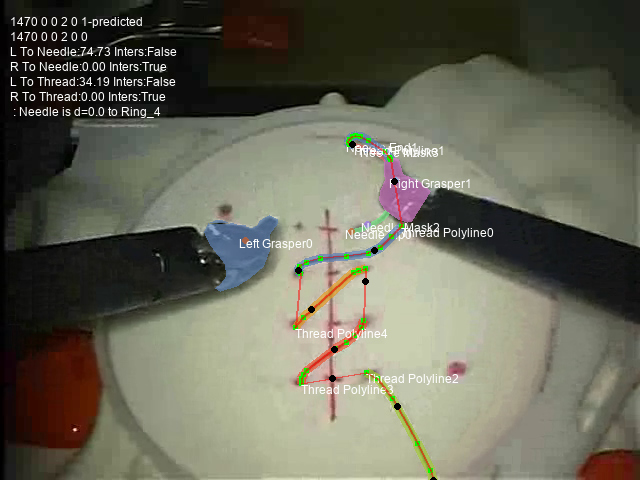 1470 0 0 2 0 1-predicted
1470 0 0 2 0 0
L To Needle:74.73 Inters:False
R To Needle:0.00 Inters:True
L To Thread:34.19 Inters:False
R To Thread:0.00 Inters:True
: Needle is d=0.0 to Ring_4
Right Grasper1
Thread Polyline0
Left Grasper0
Thread Polyline4
Thread Polyline2
Thread Polyline3